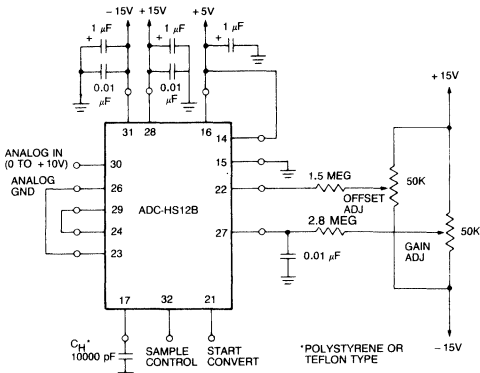 − 15V + 15V + 5V
1 µF 1 µF 1 µF
+ + +
0.01 µF 0.01 µF
31 28 16
14
15
22
27
ANALOG IN
(0 TO + 10V)
30
ANALOG
GND
26
29
24
23
ADC-HS12B
1.5 MEG
OFFSET
ADJ
50K
2.8 MEG
GAIN
ADJ
50K
+ 15V
0.01 µF
− 15V
17 32 21
CH*
10000 pF
SAMPLE
CONTROL
START
CONVERT
*POLYSTYRENE OR
TEFLON TYPE